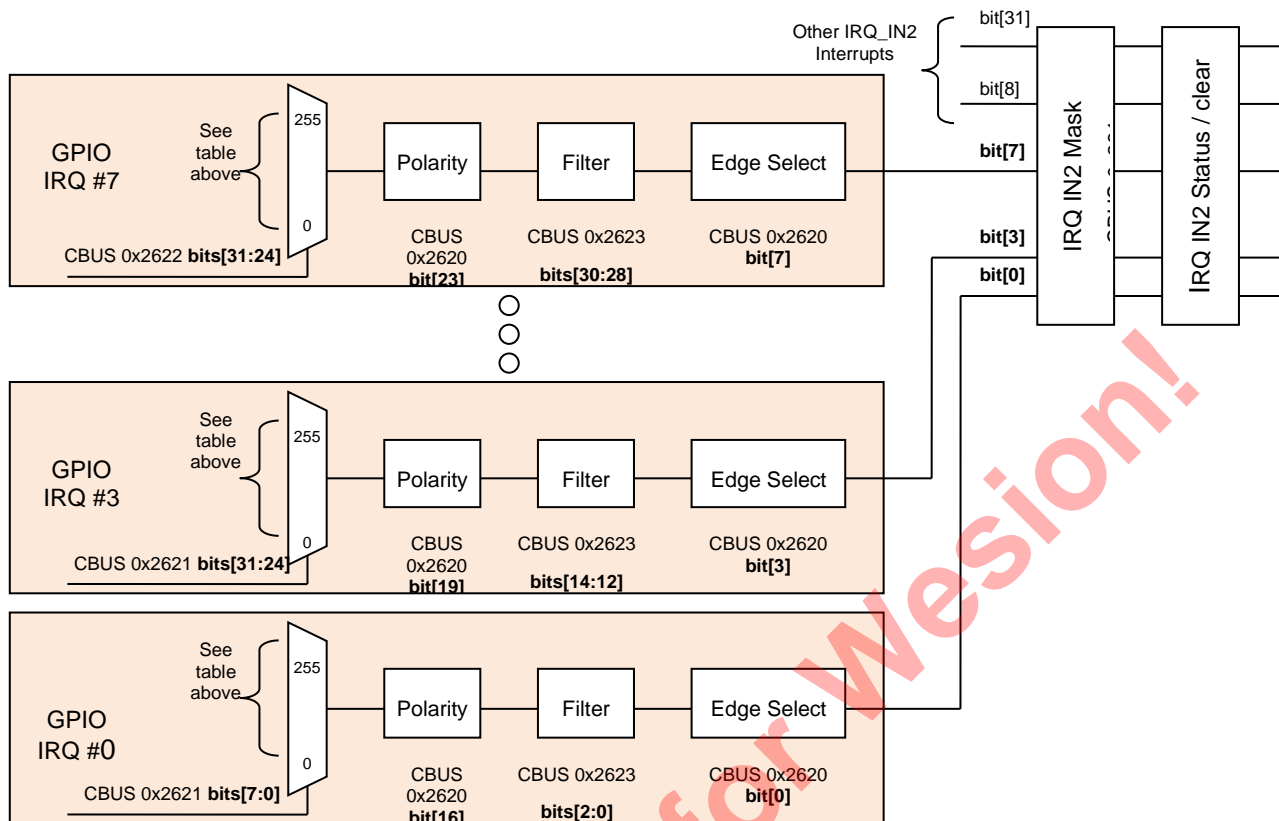 Other IRQ_IN2
Interrupts
bit[31]
bit[8]
bit[7]
bit[3]
bit[0]
IRQ IN2 Mask
IRQ IN2 Status / clear
GPIO
IRQ #7
See
table
above
255
0
CBUS 0x2622 bits[31:24]
Polarity
CBUS
0x2620
bit[23]
Filter
CBUS 0x2623
bits[30:28]
Edge Select
CBUS 0x2620
bit[7]
GPIO
IRQ #3
See
table
above
255
0
CBUS 0x2621 bits[31:24]
Polarity
CBUS
0x2620
bit[19]
Filter
CBUS 0x2623
bits[14:12]
Edge Select
CBUS 0x2620
bit[3]
GPIO
IRQ #0
See
table
above
255
0
CBUS 0x2621 bits[7:0]
Polarity
CBUS
0x2620
bit[16]
Filter
CBUS 0x2623
bits[2:0]
Edge Select
CBUS 0x2620
bit[0]
for Wesion!